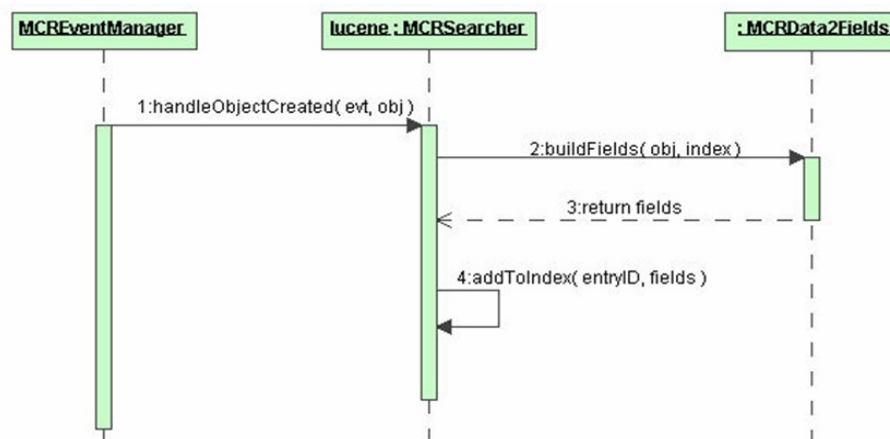 MCREventManager
lucene : MCRSearcher
: MCRData2Fields
1:handleObjectCreated( evt, obj )
2:buildFields( obj, index )
3:return fields
4:addToIndex( entryID, fields )